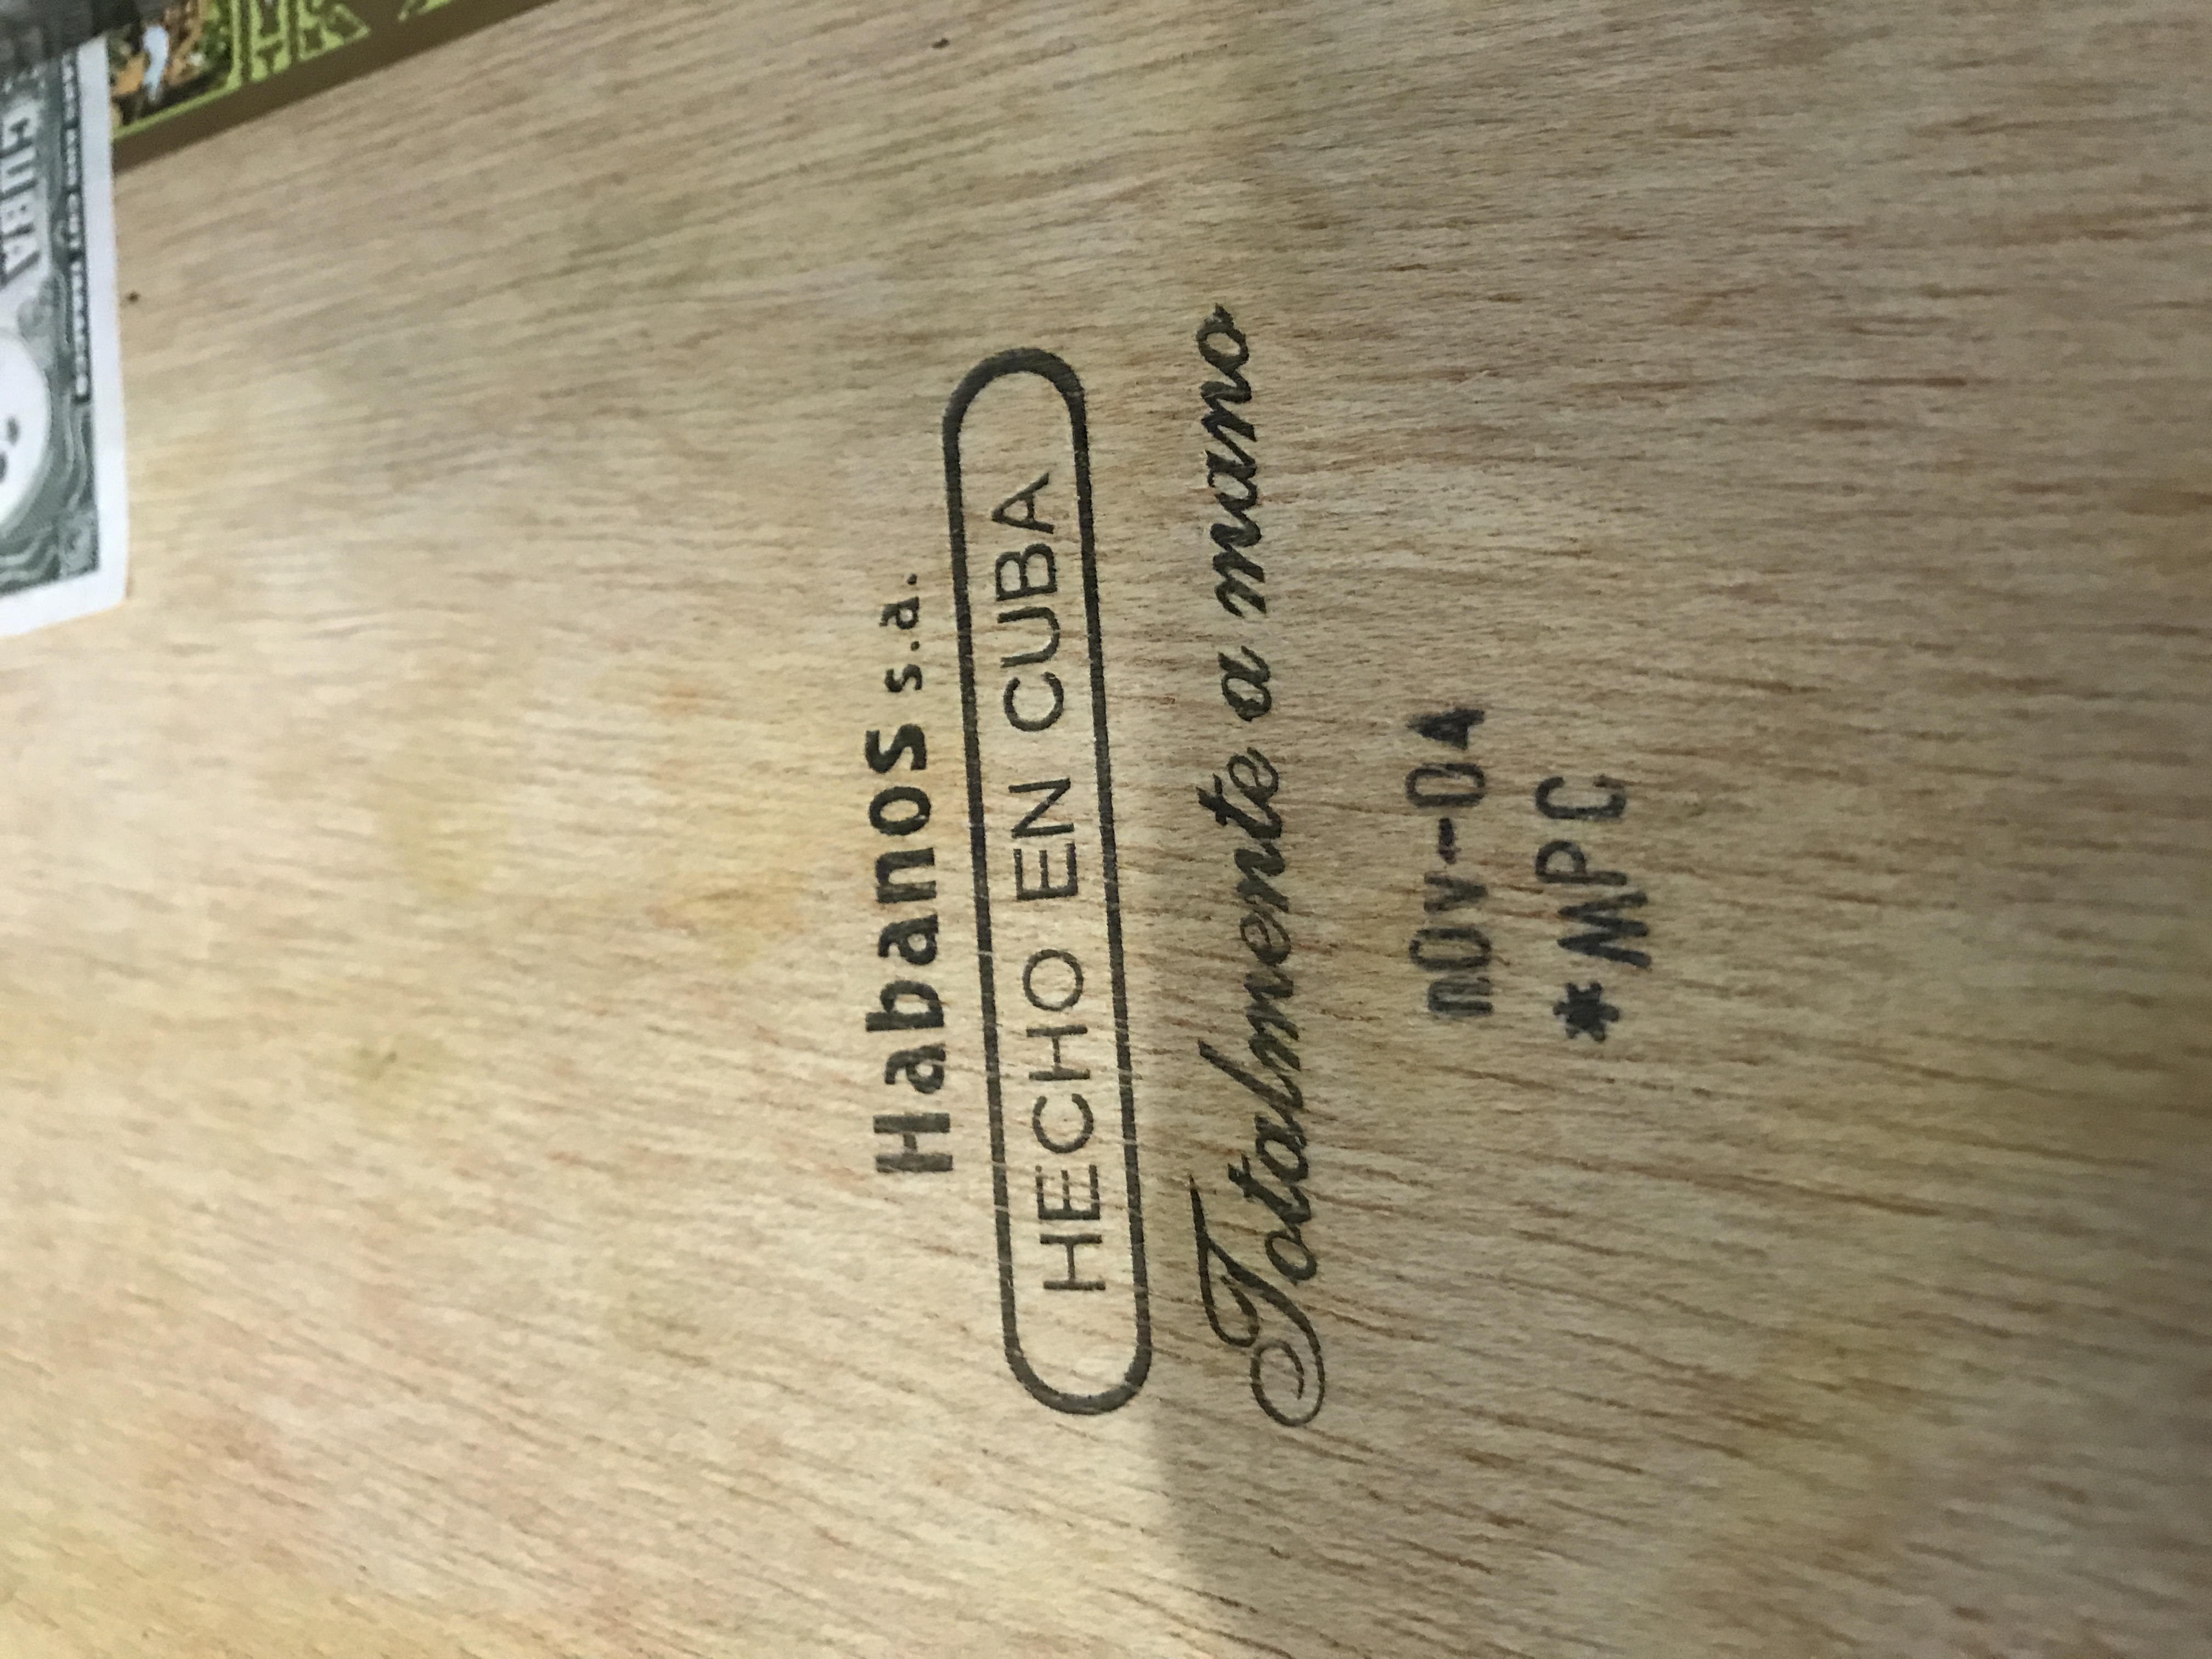 Habanos s.a.
HECHO EN CUBA
Totalmente a mano
nOv-04
*MPC
CUBA